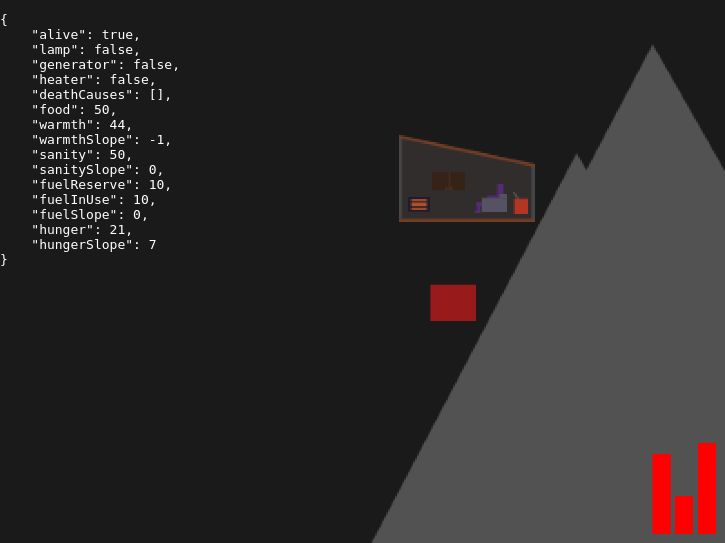 {
    "alive": true,
    "lamp": false,
    "generator": false,
    "heater": false,
    "deathCauses": [],
    "food": 50,
    "warmth": 44,
    "warmthSlope": -1,
    "sanity": 50,
    "sanitySlope": 0,
    "fuelReserve": 10,
    "fuelInUse": 10,
    "fuelSlope": 0,
    "hunger": 21,
    "hungerSlope": 7
}